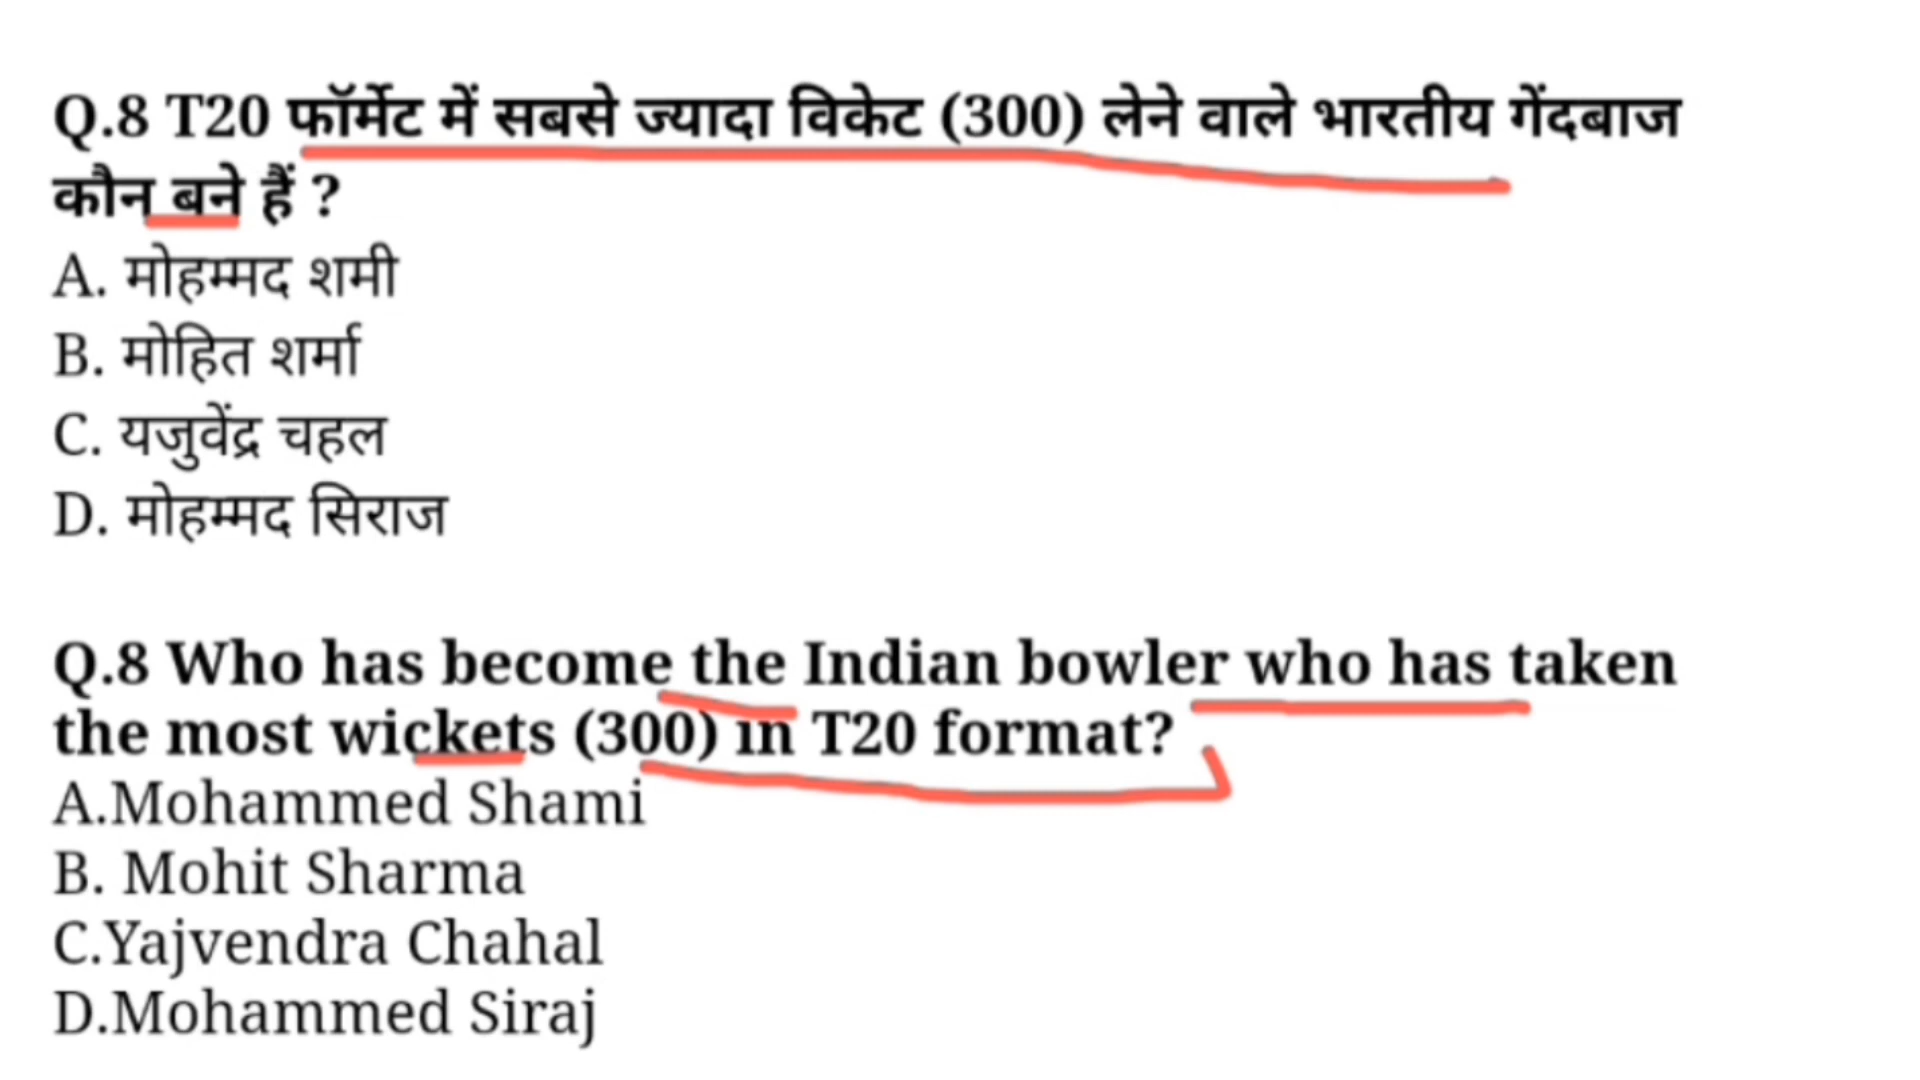 Q.8 T20 फॉर्मेट में सबसे ज्यादा विकेट (300) लेने वाले भारतीय गेंदबाज
कौन बने हैं ?
A. मोहम्मद शमी
B. मोहित शर्मा
C. यजुवेंद्र चहल
D. मोहम्मद सिराज
Q.8 Who has become the Indian bowler who has taken
the most wickets (300) in T20 format?
A.Mohammed Shami
B. Mohit Sharma
C.Yajvendra Chahal
D.Mohammed Siraj